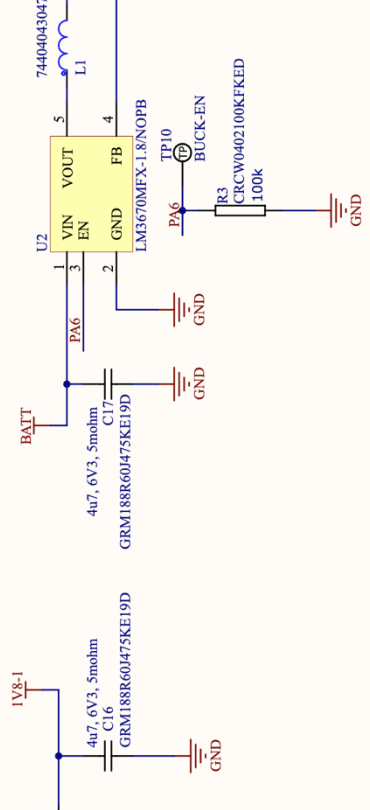 1V8-1
4u7, 6V3, 5mohm
C16
GRM188R60J475KE19D
GND
BATT
4u7, 6V3, 5mohm
C17
GRM188R60J475KE19D
GND
PA6
U2
1
VIN
VOUT
5
3
EN
2
GND
FB
4
LM3670MFX-1.8/NOPB
GND
74404043047
L1
TP10
TP
BUCK-EN
PA6
R3
CRCW0402100KFKED
100k
GND